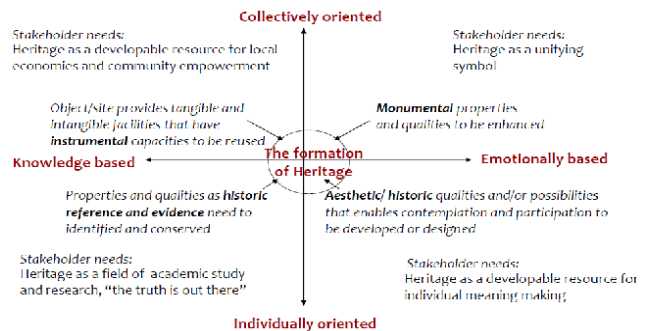 Collectively oriented
Stakeholder needs:
Heritage as a developable resource for local
economies and community empowerment
Stakeholder needs:
Heritage as a unifying
symbol
Object/site provides tangible and
intangible facilities that have
instrumental capacities to be reused
Monumental properties
and qualities to be enhanced
Knowledge based
The formation
of Heritage
Emotionally based
Properties and qualities as historic
reference and evidence need to
identified and conserved
Aesthetic/ historic qualities and/or possibilities
that enables contemplation and participation to
be developed or designed
Stakeholder needs:
Heritage as a field of academic study
and research, “the truth is out there”
Stakeholder needs:
Heritage as a developable resource for
individual meaning making
Individually oriented